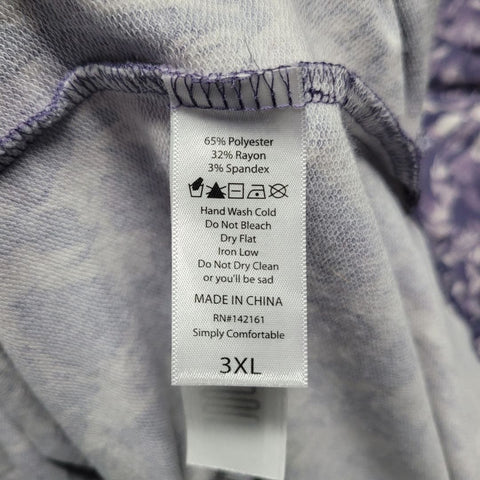 65% Polyester
32% Rayon
3% Spandex
Hand Wash Cold
Do Not Bleach
Dry Flat
Iron Low
Do Not Dry Clean
or you'll be sad
MADE IN CHINA
RN#142161
Simply Comfortable
3XL